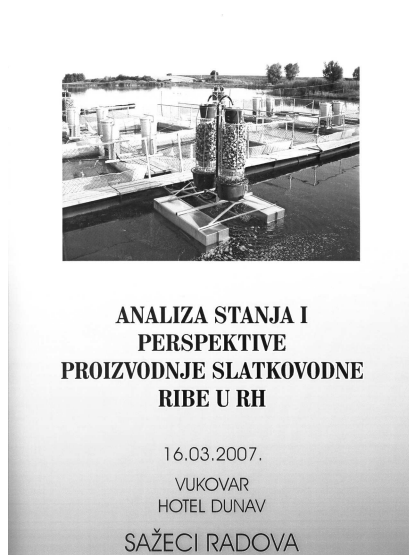 ANALIZA STANJA I
PERSPEKTIVE
PROIZVODNJE SLATKOVODNE
RIBE U RH
16.03.2007.
VUKOVAR
HOTEL DUNAV
SAŽECI RADOVA